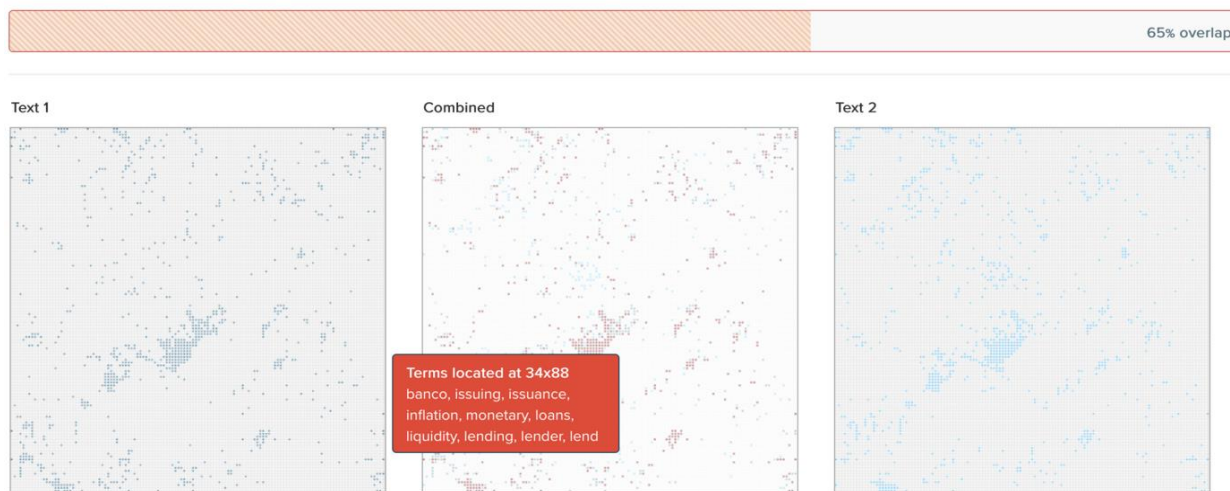 65% overlap
Text 1
Combined
Text 2
Terms located at 34x88
banco, issuing, issuance,
inflation, monetary, loans,
liquidity, lending, lender, lend